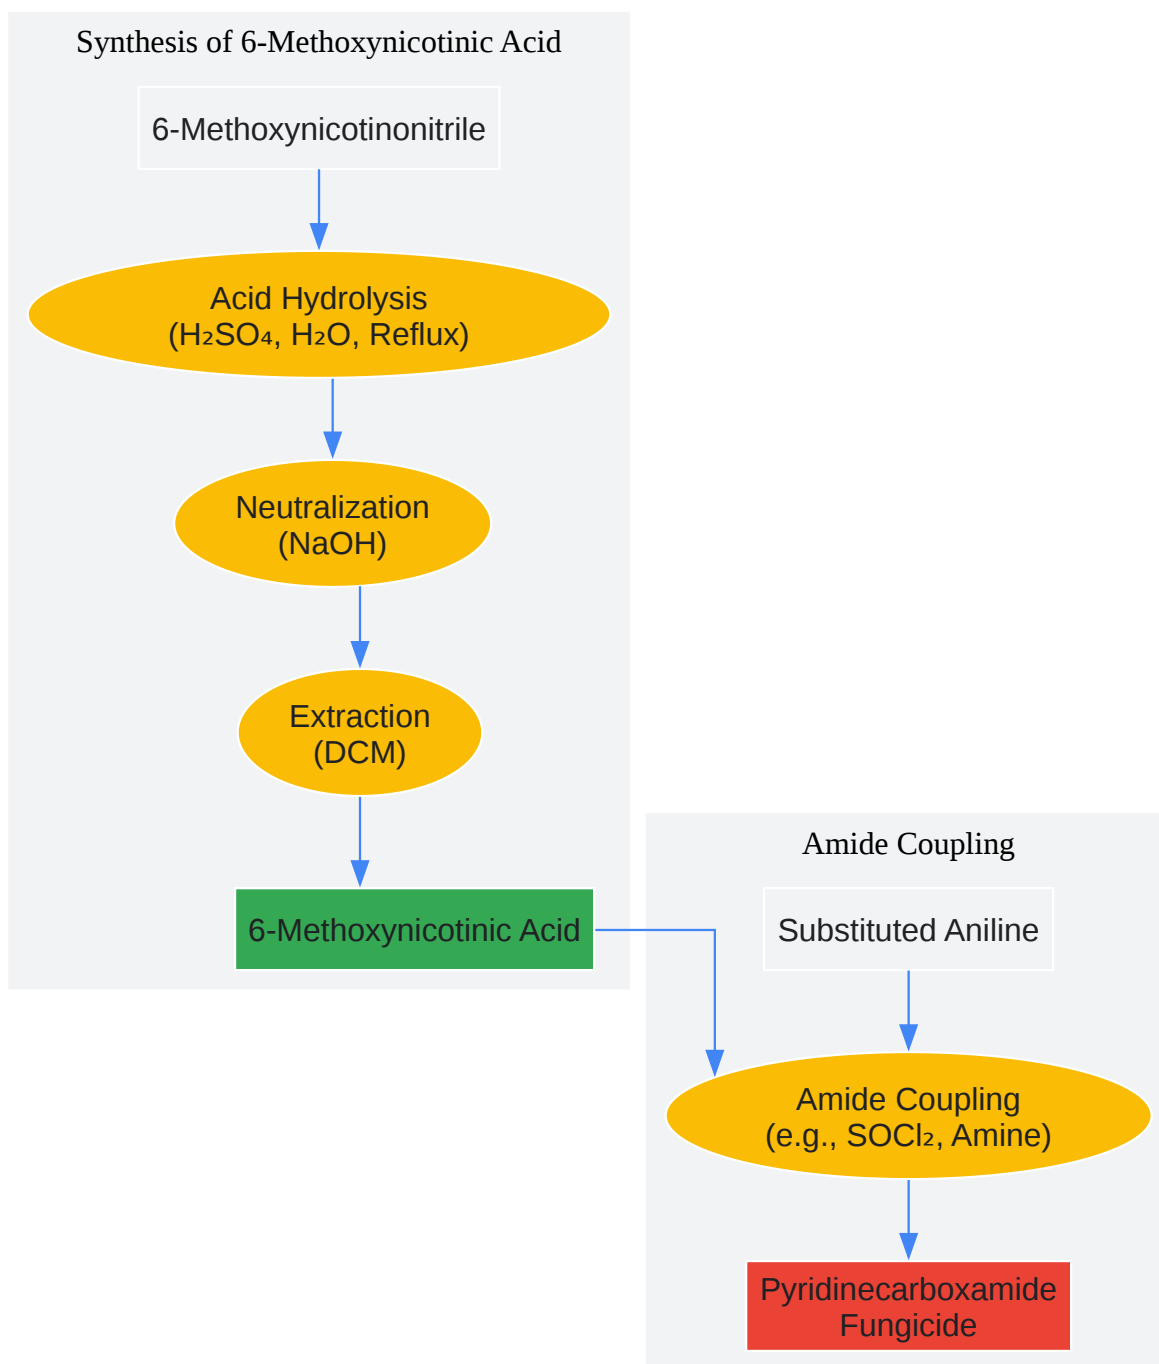 Synthesis of 6-Methoxynicotinic Acid
6-Methoxynicotinonitrile
Acid Hydrolysis
(H₂SO₄, H₂O, Reflux)
Neutralization
(NaOH)
Extraction
(DCM)
6-Methoxynicotinic Acid
Amide Coupling
Substituted Aniline
Amide Coupling
(e.g., SOCl₂, Amine)
Pyridinecarboxamide
Fungicide